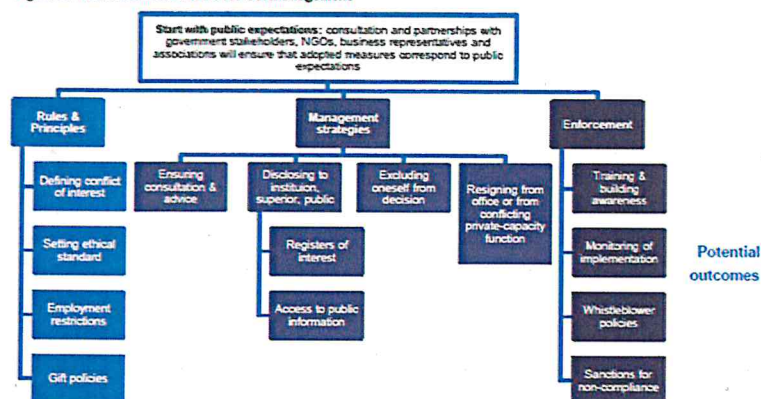 Start with public expectations: consultation and partnerships with
government stakeholders, NGOs, business representatives and
associations will ensure that adopted measures correspond to public
expectations
Rules &
Principles
Management
strategies
Enforcement
Defining conflict
of interest
Setting ethical
standard
Employment
restrictions
Gift policies
Ensuring
consultation &
advice
Disclosing to
instituion,
superior, public
Registers of
interest
Access to public
information
Excluding
oneself from
decision
Resigning from
office or from
conflicting
private-capacity
function
Training &
building
awareness
Monitoring of
implementation
Whistleblower
policies
Sanctions for
non-compliance
Potential
outcomes